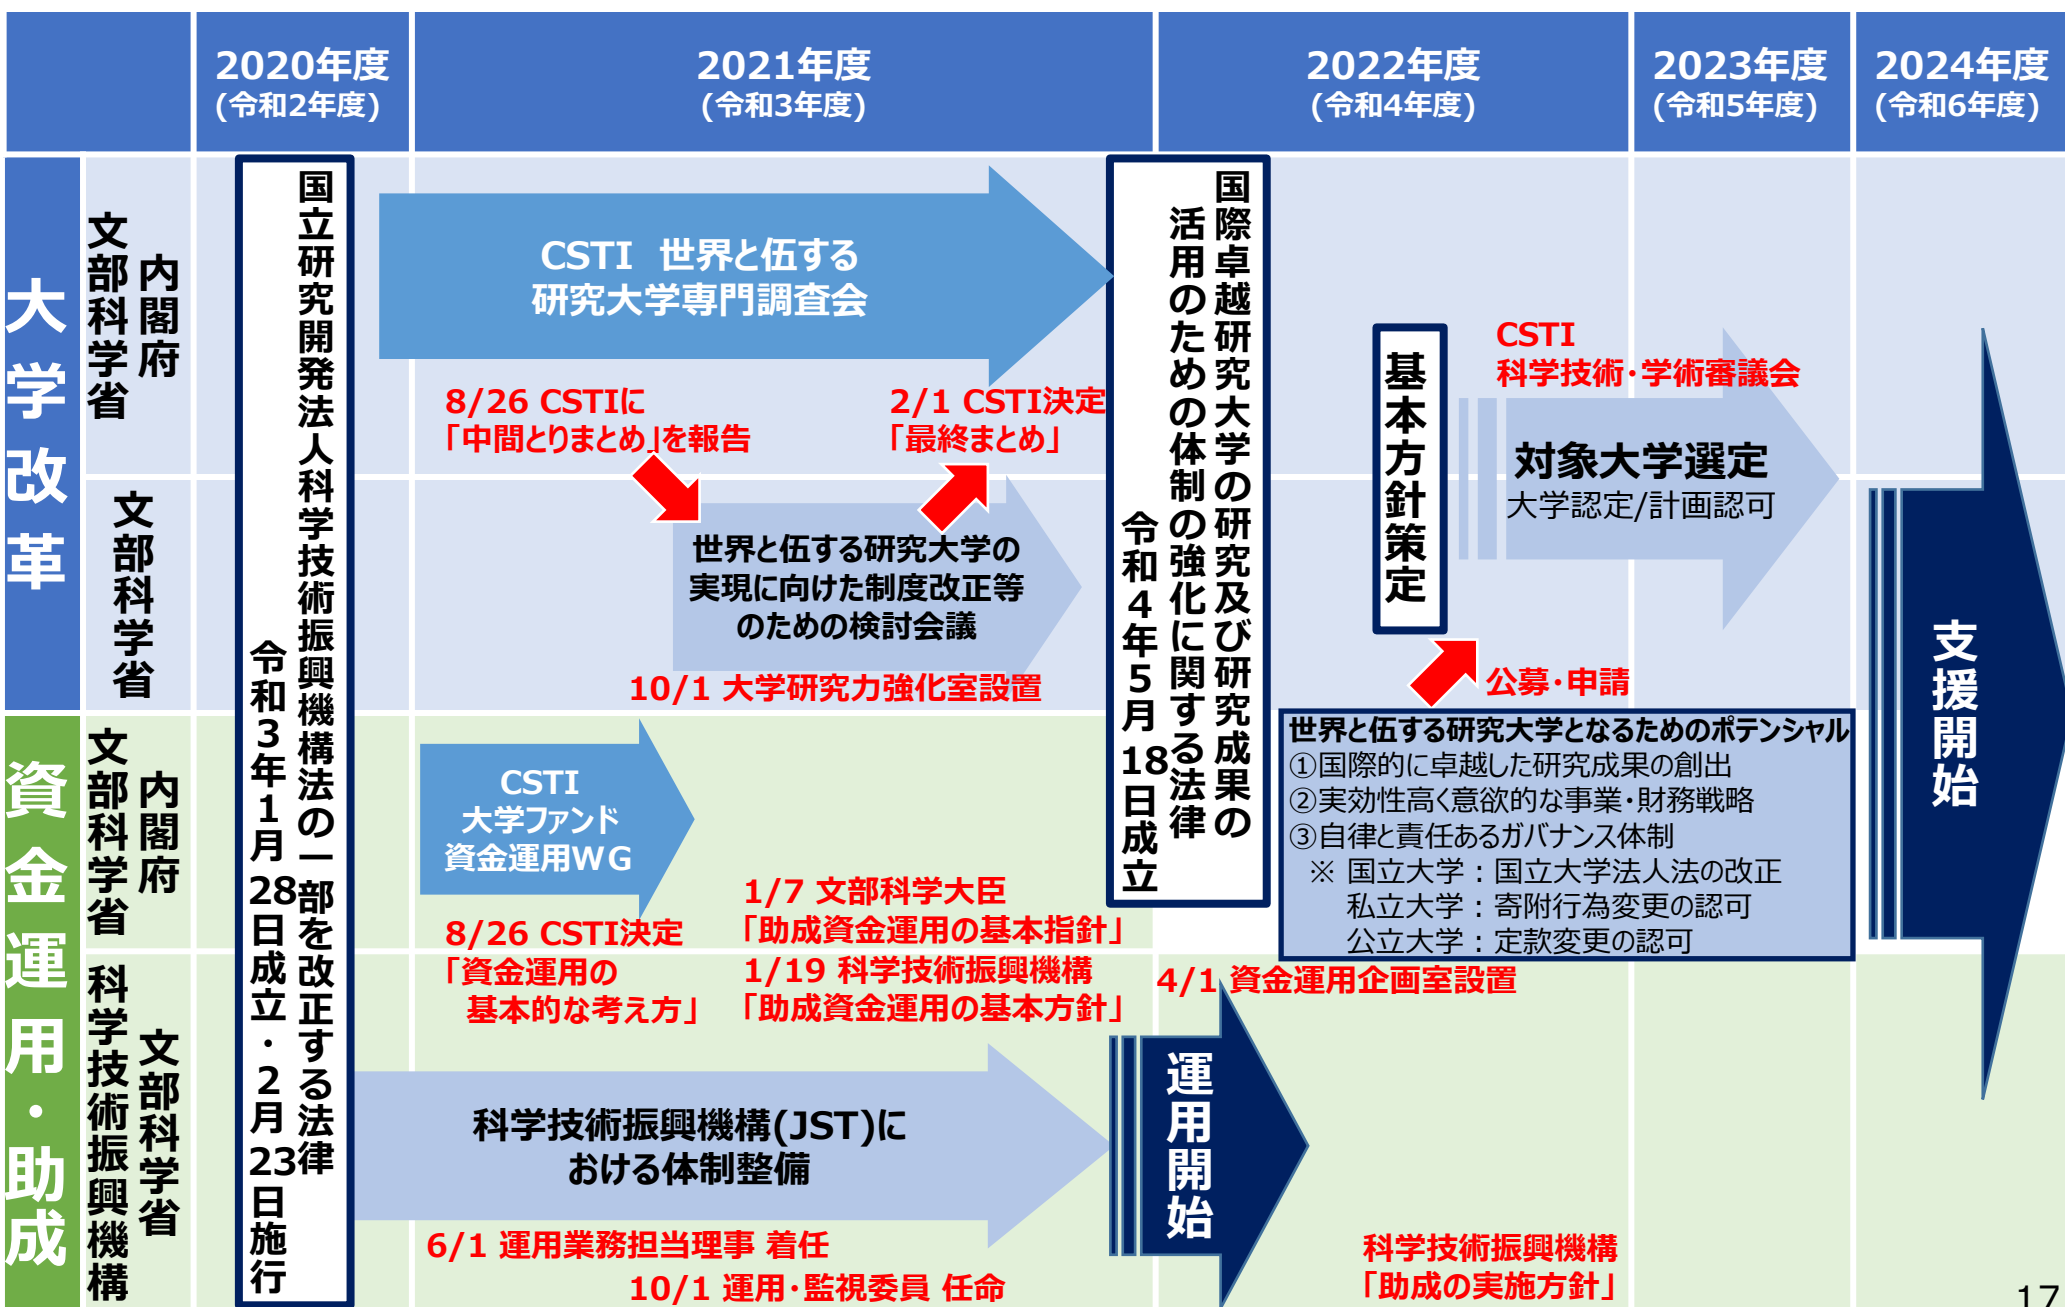 2020年度
(令和2年度)
2021年度
(令和3年度)
2022年度
(令和4年度)
2023年度
(令和5年度)
2024年度
(令和6年度)
大学改革
内閣府
文部科学省
文部科学省
資金運用・助成
内閣府
文部科学省
文部科学省
科学技術振興機構
国立研究開発法人科学技術振興機構法の一部を改正する法律
令和3年1月28日成立・2月23日施行
CSTI 世界と伍する
研究大学専門調査会
8/26 CSTIに
「中間とりまとめ」を報告
2/1 CSTI決定
「最終まとめ」
世界と伍する研究大学の
実現に向けた制度改正等
のための検討会議
10/1 大学研究力強化室設置
CSTI
大学ファンド
資金運用WG
8/26 CSTI決定
「資金運用の
基本的な考え方」
1/7 文部科学大臣
「助成資金運用の基本指針」
1/19 科学技術振興機構
「助成資金運用の基本方針」
科学技術振興機構(JST)に
おける体制整備
6/1 運用業務担当理事 着任
10/1 運用・監視委員 任命
国際卓越研究大学の研究及び研究成果の
活用のための体制の強化に関する法律
令和4年5月18日成立
基本方針策定
CSTI
科学技術・学術審議会
対象大学選定
大学認定/計画認可
公募・申請
世界と伍する研究大学となるためのポテンシャル
①国際的に卓越した研究成果の創出
②実効性高く意欲的な事業・財務戦略
③自律と責任あるガバナンス体制
※ 国立大学：国立大学法人法の改正
私立大学：寄附行為変更の認可
公立大学：定款変更の認可
4/1 資金運用企画室設置
運用開始
科学技術振興機構
「助成の実施方針」
支援開始
17